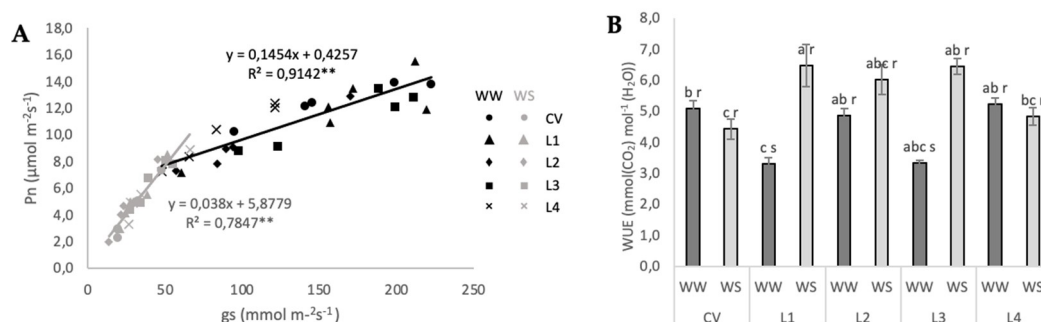 A
18,0
16,0
14,0
12,0
10,0
8,0
6,0
4,0
2,0
0,0
Pn (µmol m-²s-¹)
y = 0,1454x + 0,4257
R² = 0,9142**
y = 0,038x + 5,8779
R² = 0,7847**
WW WS
CV
L1
L2
L3
L4
0 50 100 150 200 250
gs (mmol m-²s-¹)
B
8,0
7,0
6,0
5,0
4,0
3,0
2,0
1,0
0,0
WUE (mmol(CO₂) mol-¹ (H₂O))
b r
c r
c s
a r
ab r
abc r
abc s
ab r
ab r
bc r
WW WS WW WS WW WS WW WS WW WS
CV L1 L2 L3 L4